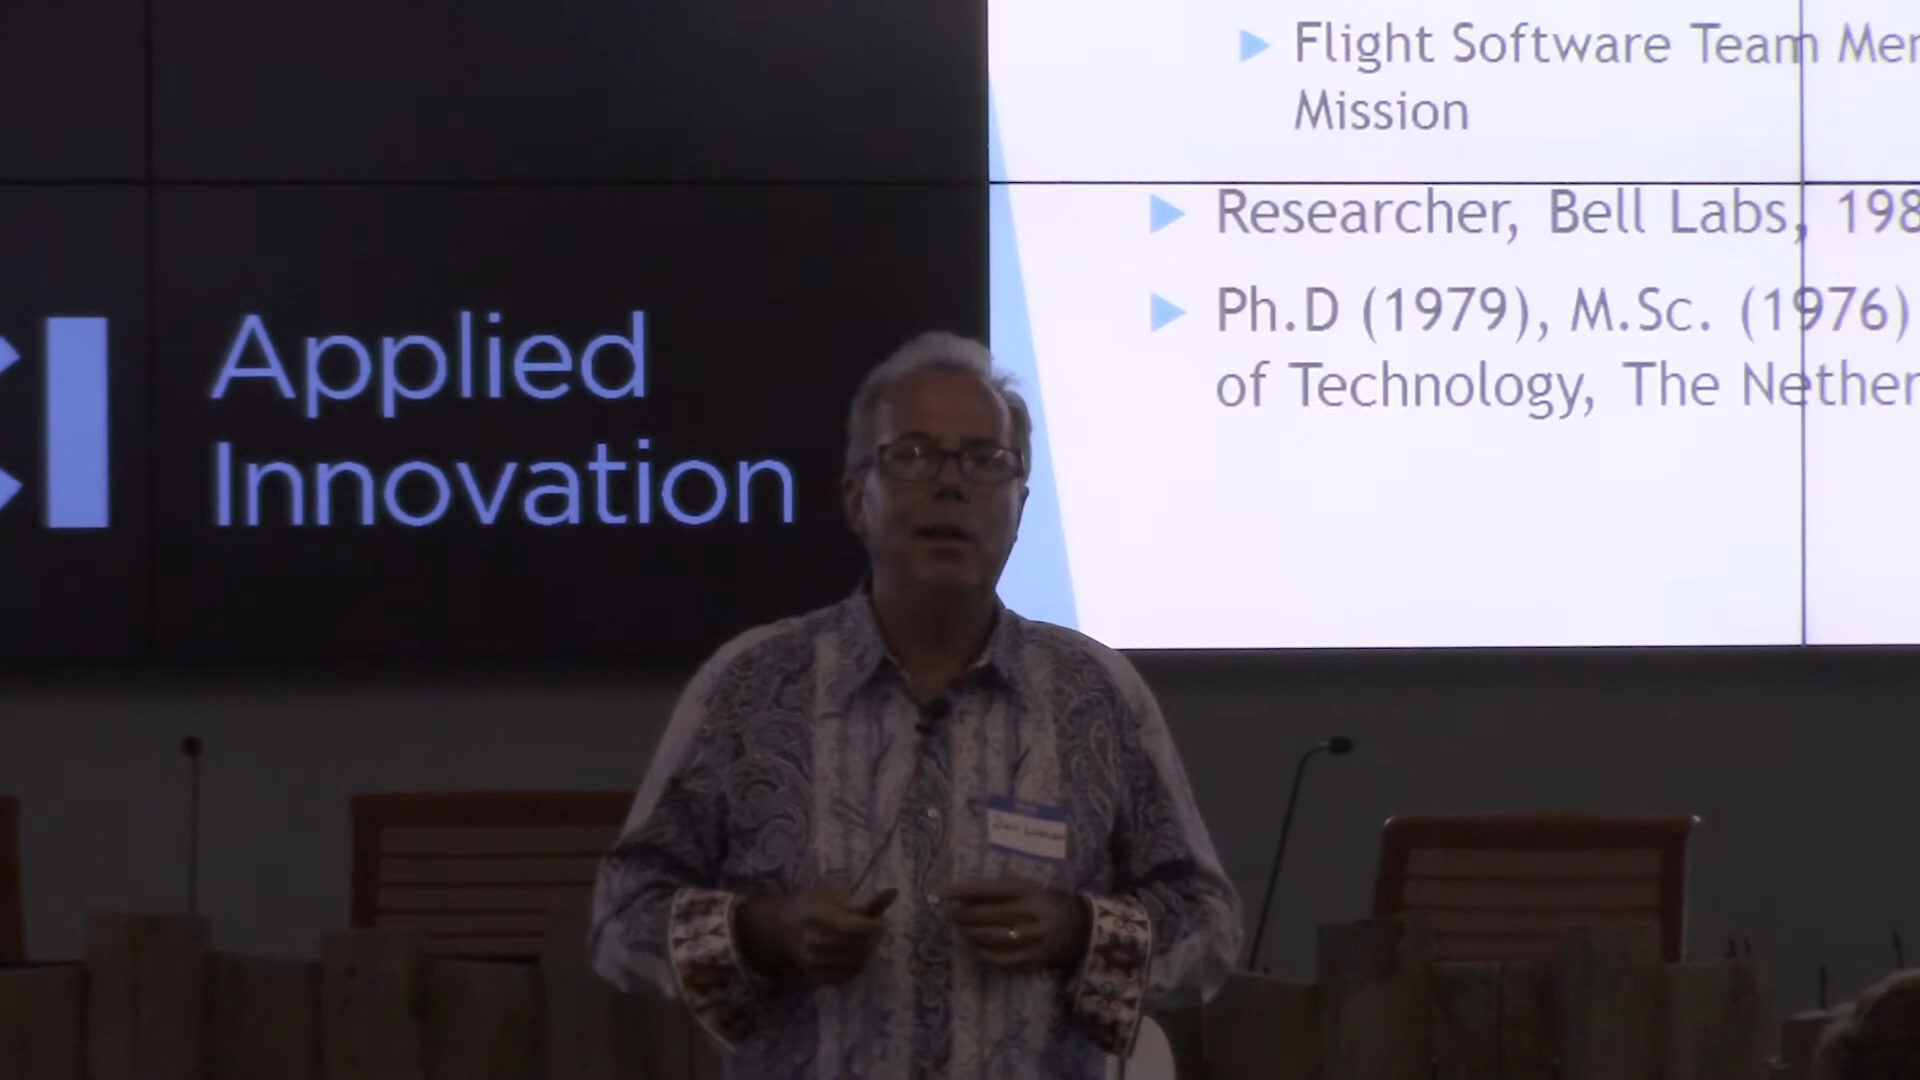 CI Applied
Innovation
Flight Software Team Mem
Mission
Researcher, Bell Labs, 198
Ph.D (1979), M.Sc. (1976)
of Technology, The Nether